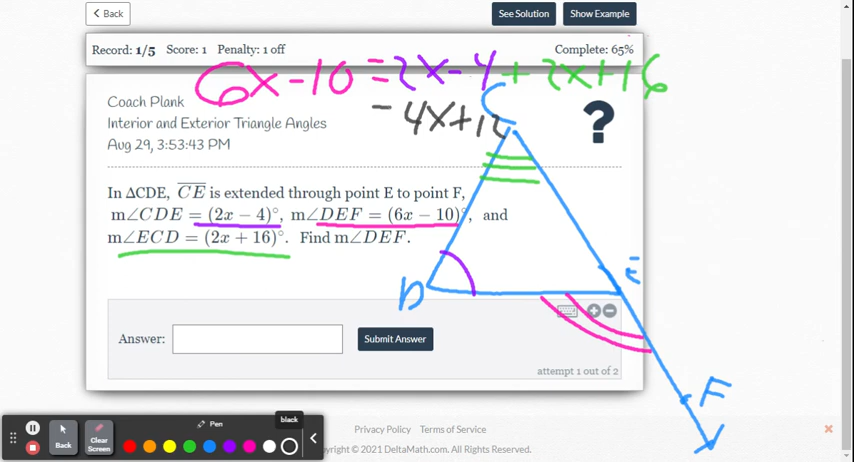 Back
See Solution Show Example
Record: 1/5 Score: 1 Penalty: 1 off Complete: 65%
6x-10=2x-4+2x+16
= 4x+12
C
Coach Plank
Interior and Exterior Triangle Angles
Aug 29, 3:53:43 PM
?
In ΔCDE, CE is extended through point E to point F,
m∠CDE = (2x − 4)°, m∠DEF = (6x − 10)°, and
m∠ECD = (2x + 16)°. Find m∠DEF.
D
E
Answer: Submit Answer
attempt 1 out of 2
F
Pen
black
Back
Clear Screen
Privacy Policy Terms of Service
right © 2021 DeltaMath.com. All Rights Reserved.